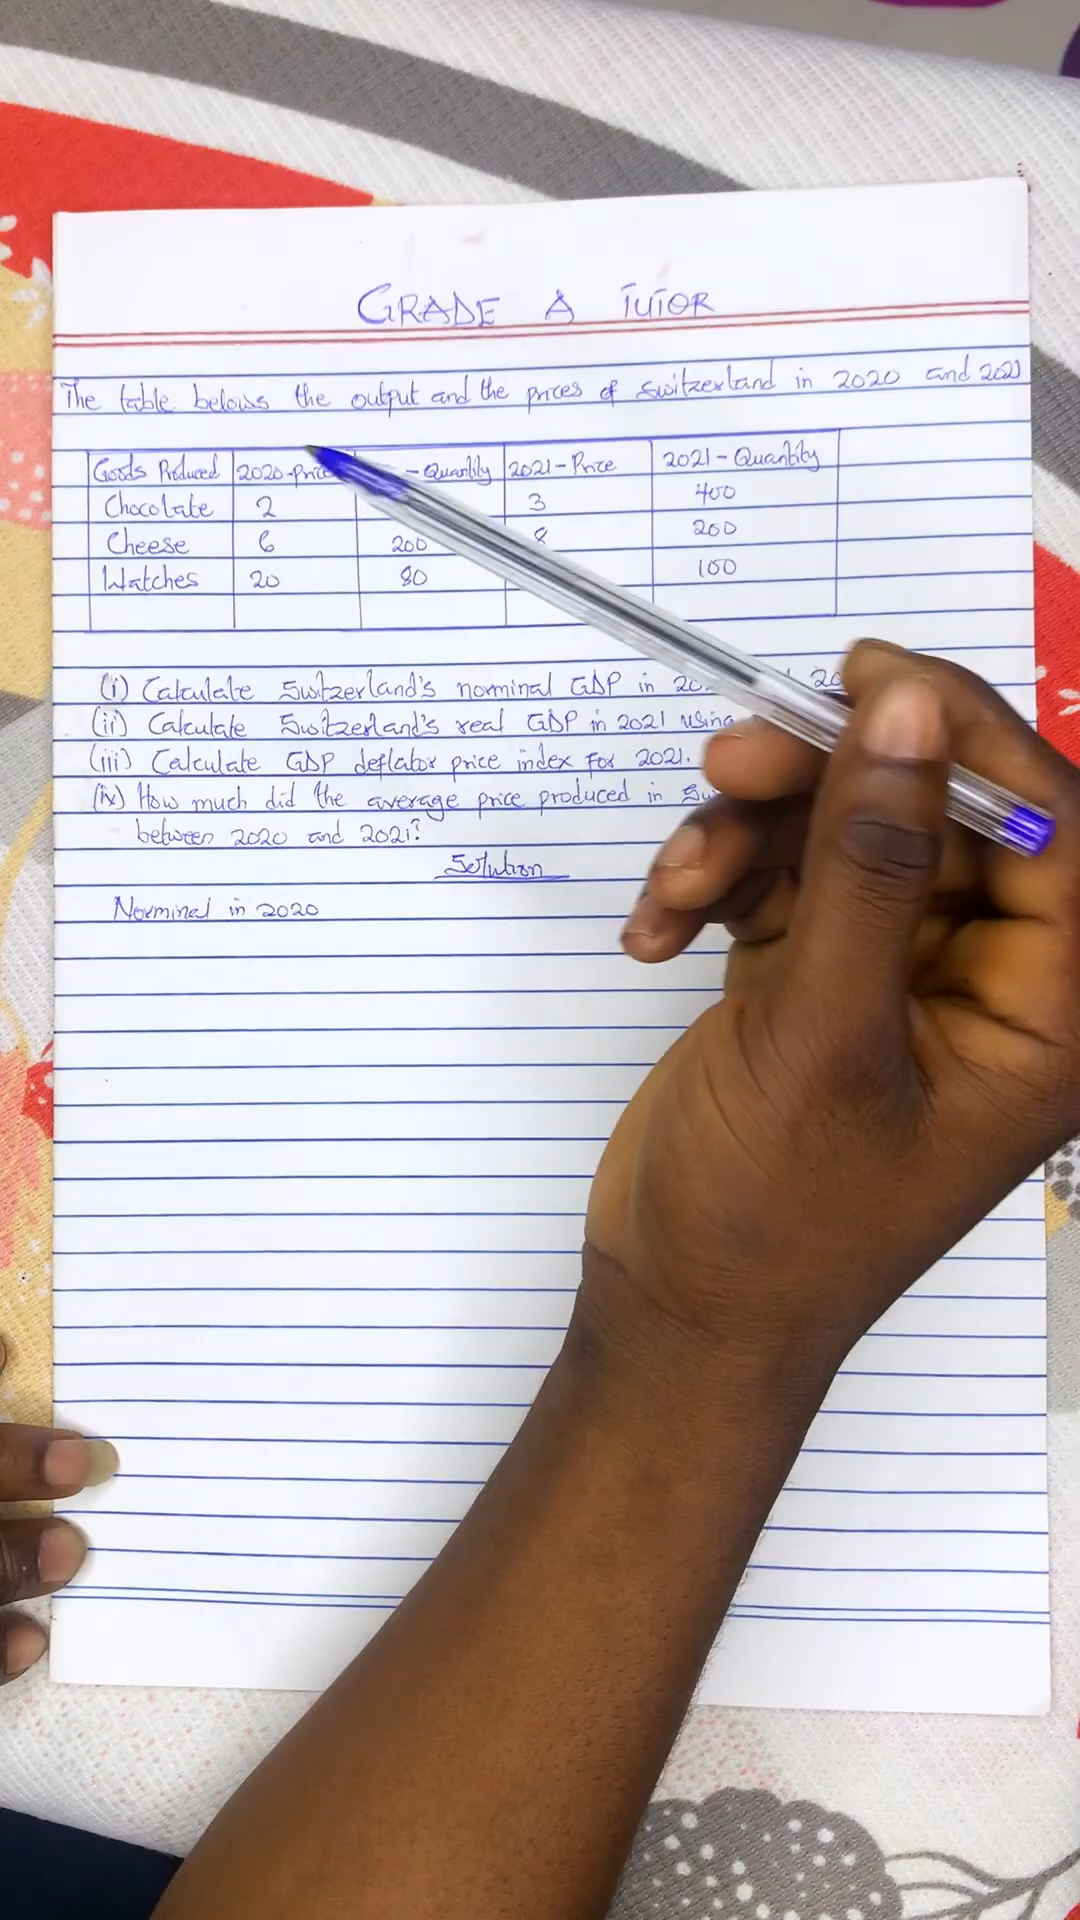 GRADE A TUTOR
The table belows the output and the prices of Switzerland in 2020 and 2021
Goods Produced 2020-Price -Quantity 2021-Price 2021-Quantity
Chocolate 2 3 400
Cheese 6 200 8 200
Watches 20 80 100
(i) Calculate Switzerland's norminal GDP in
(ii) Calculate Switzerland's real GDP in 2021 using
(iii) Calculate GDP deflator price index for 2021.
(iv) How much did the average price produced in
between 2020 and 2021?
Solution
Norminal in 2020